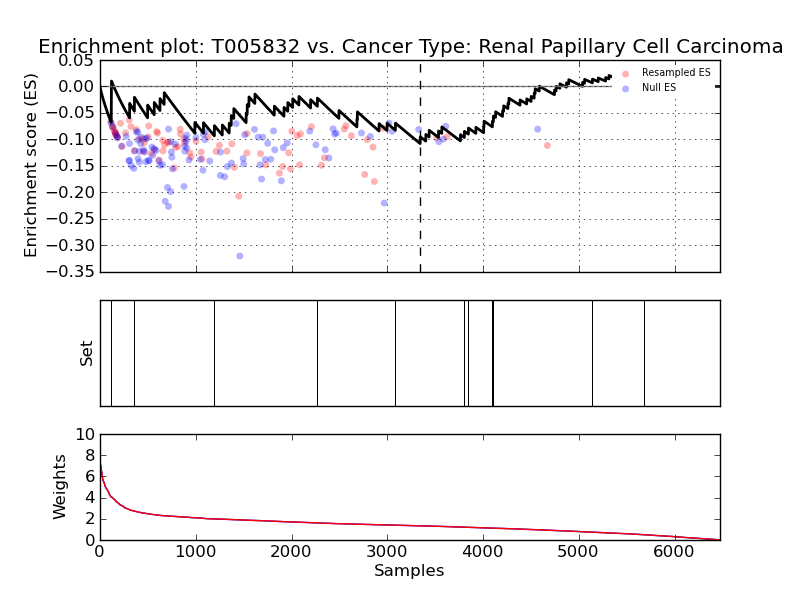 Enrichment plot: T005832 vs. Cancer Type: Renal Papillary Cell Carcinoma
Enrichment score (ES)
0.05
0.00
−0.05
−0.10
−0.15
−0.20
−0.25
−0.30
−0.35
Resampled ES
Null ES
Set
Weights
10
8
6
4
2
0
0 1000 2000 3000 4000 5000 6000
Samples